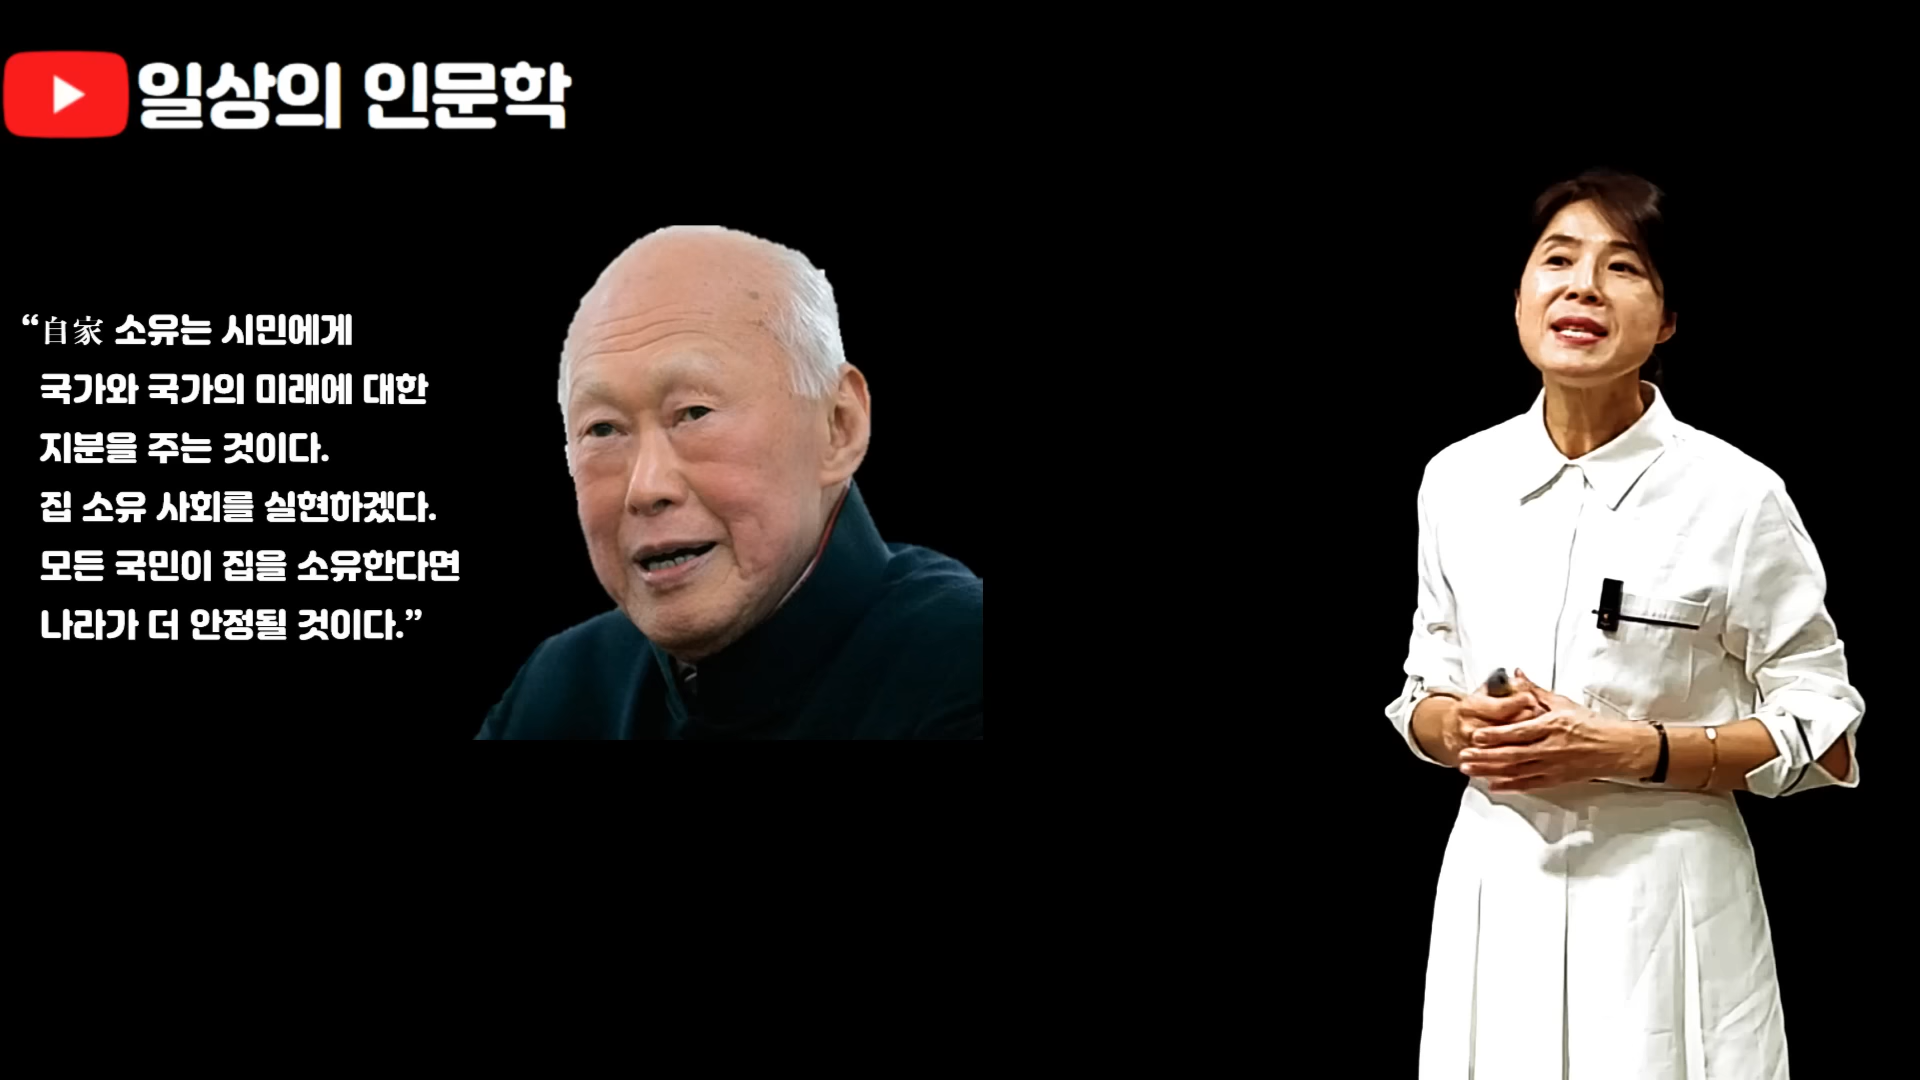 일상의 인문학
“自家 소유는 시민에게
국가와 국가의 미래에 대한
지분을 주는 것이다.
집 소유 사회를 실현하겠다.
모든 국민이 집을 소유한다면
나라가 더 안정될 것이다.”